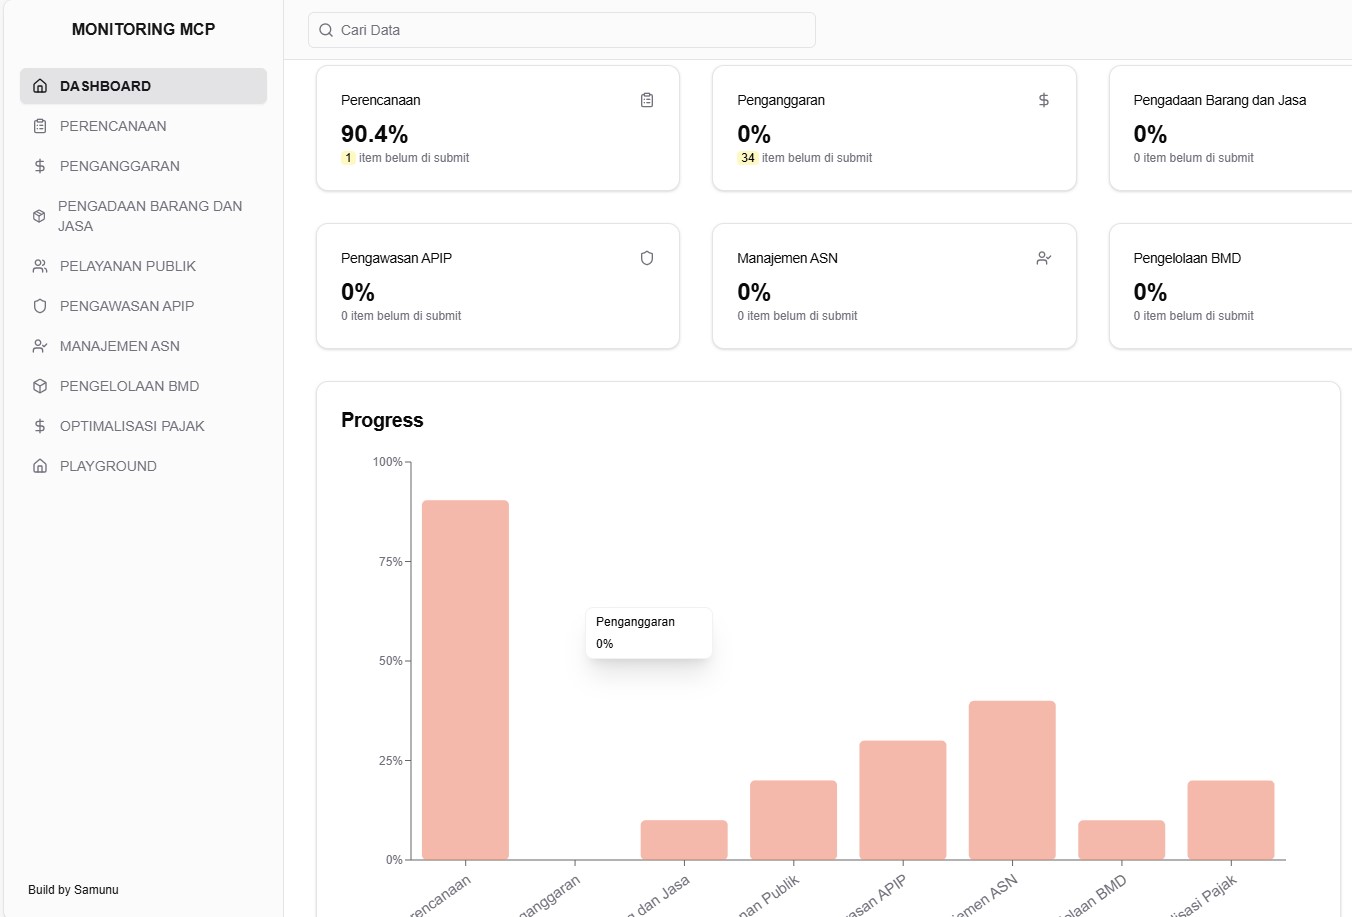 MONITORING MCP
DASHBOARD
PERENCANAAN
PENGANGGARAN
PENGADAAN BARANG DAN
JASA
PELAYANAN PUBLIK
PENGAWASAN APIP
MANAJEMEN ASN
PENGELOLAAN BMD
OPTIMALISASI PAJAK
PLAYGROUND
Build by Samunu
Cari Data
Perencanaan
90.4%
1 item belum di submit
Penganggaran
0%
34 item belum di submit
Pengadaan Barang dan Jasa
0%
0 item belum di submit
Pengawasan APIP
0%
0 item belum di submit
Manajemen ASN
0%
0 item belum di submit
Pengelolaan BMD
0%
0 item belum di submit
Progress
100%
75%
50%
25%
0%
Penganggaran
0%
rencanaan
ganggaran
dan Jasa
nan Publik
asan APIP
emen ASN
olaan BMD
lisasi Pajak